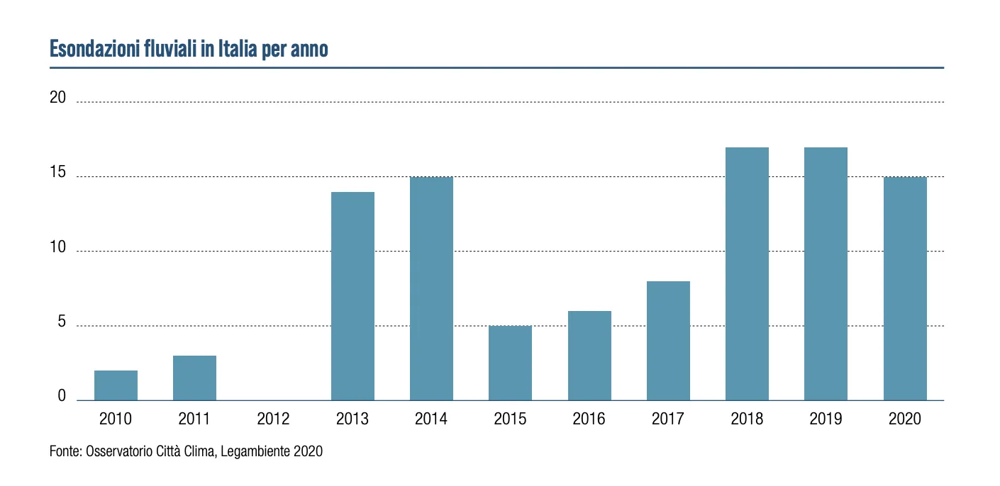 Esondazioni fluviali in Italia per anno
20
15
10
5
0
2010 2011 2012 2013 2014 2015 2016 2017 2018 2019 2020
Fonte: Osservatorio Città Clima, Legambiente 2020